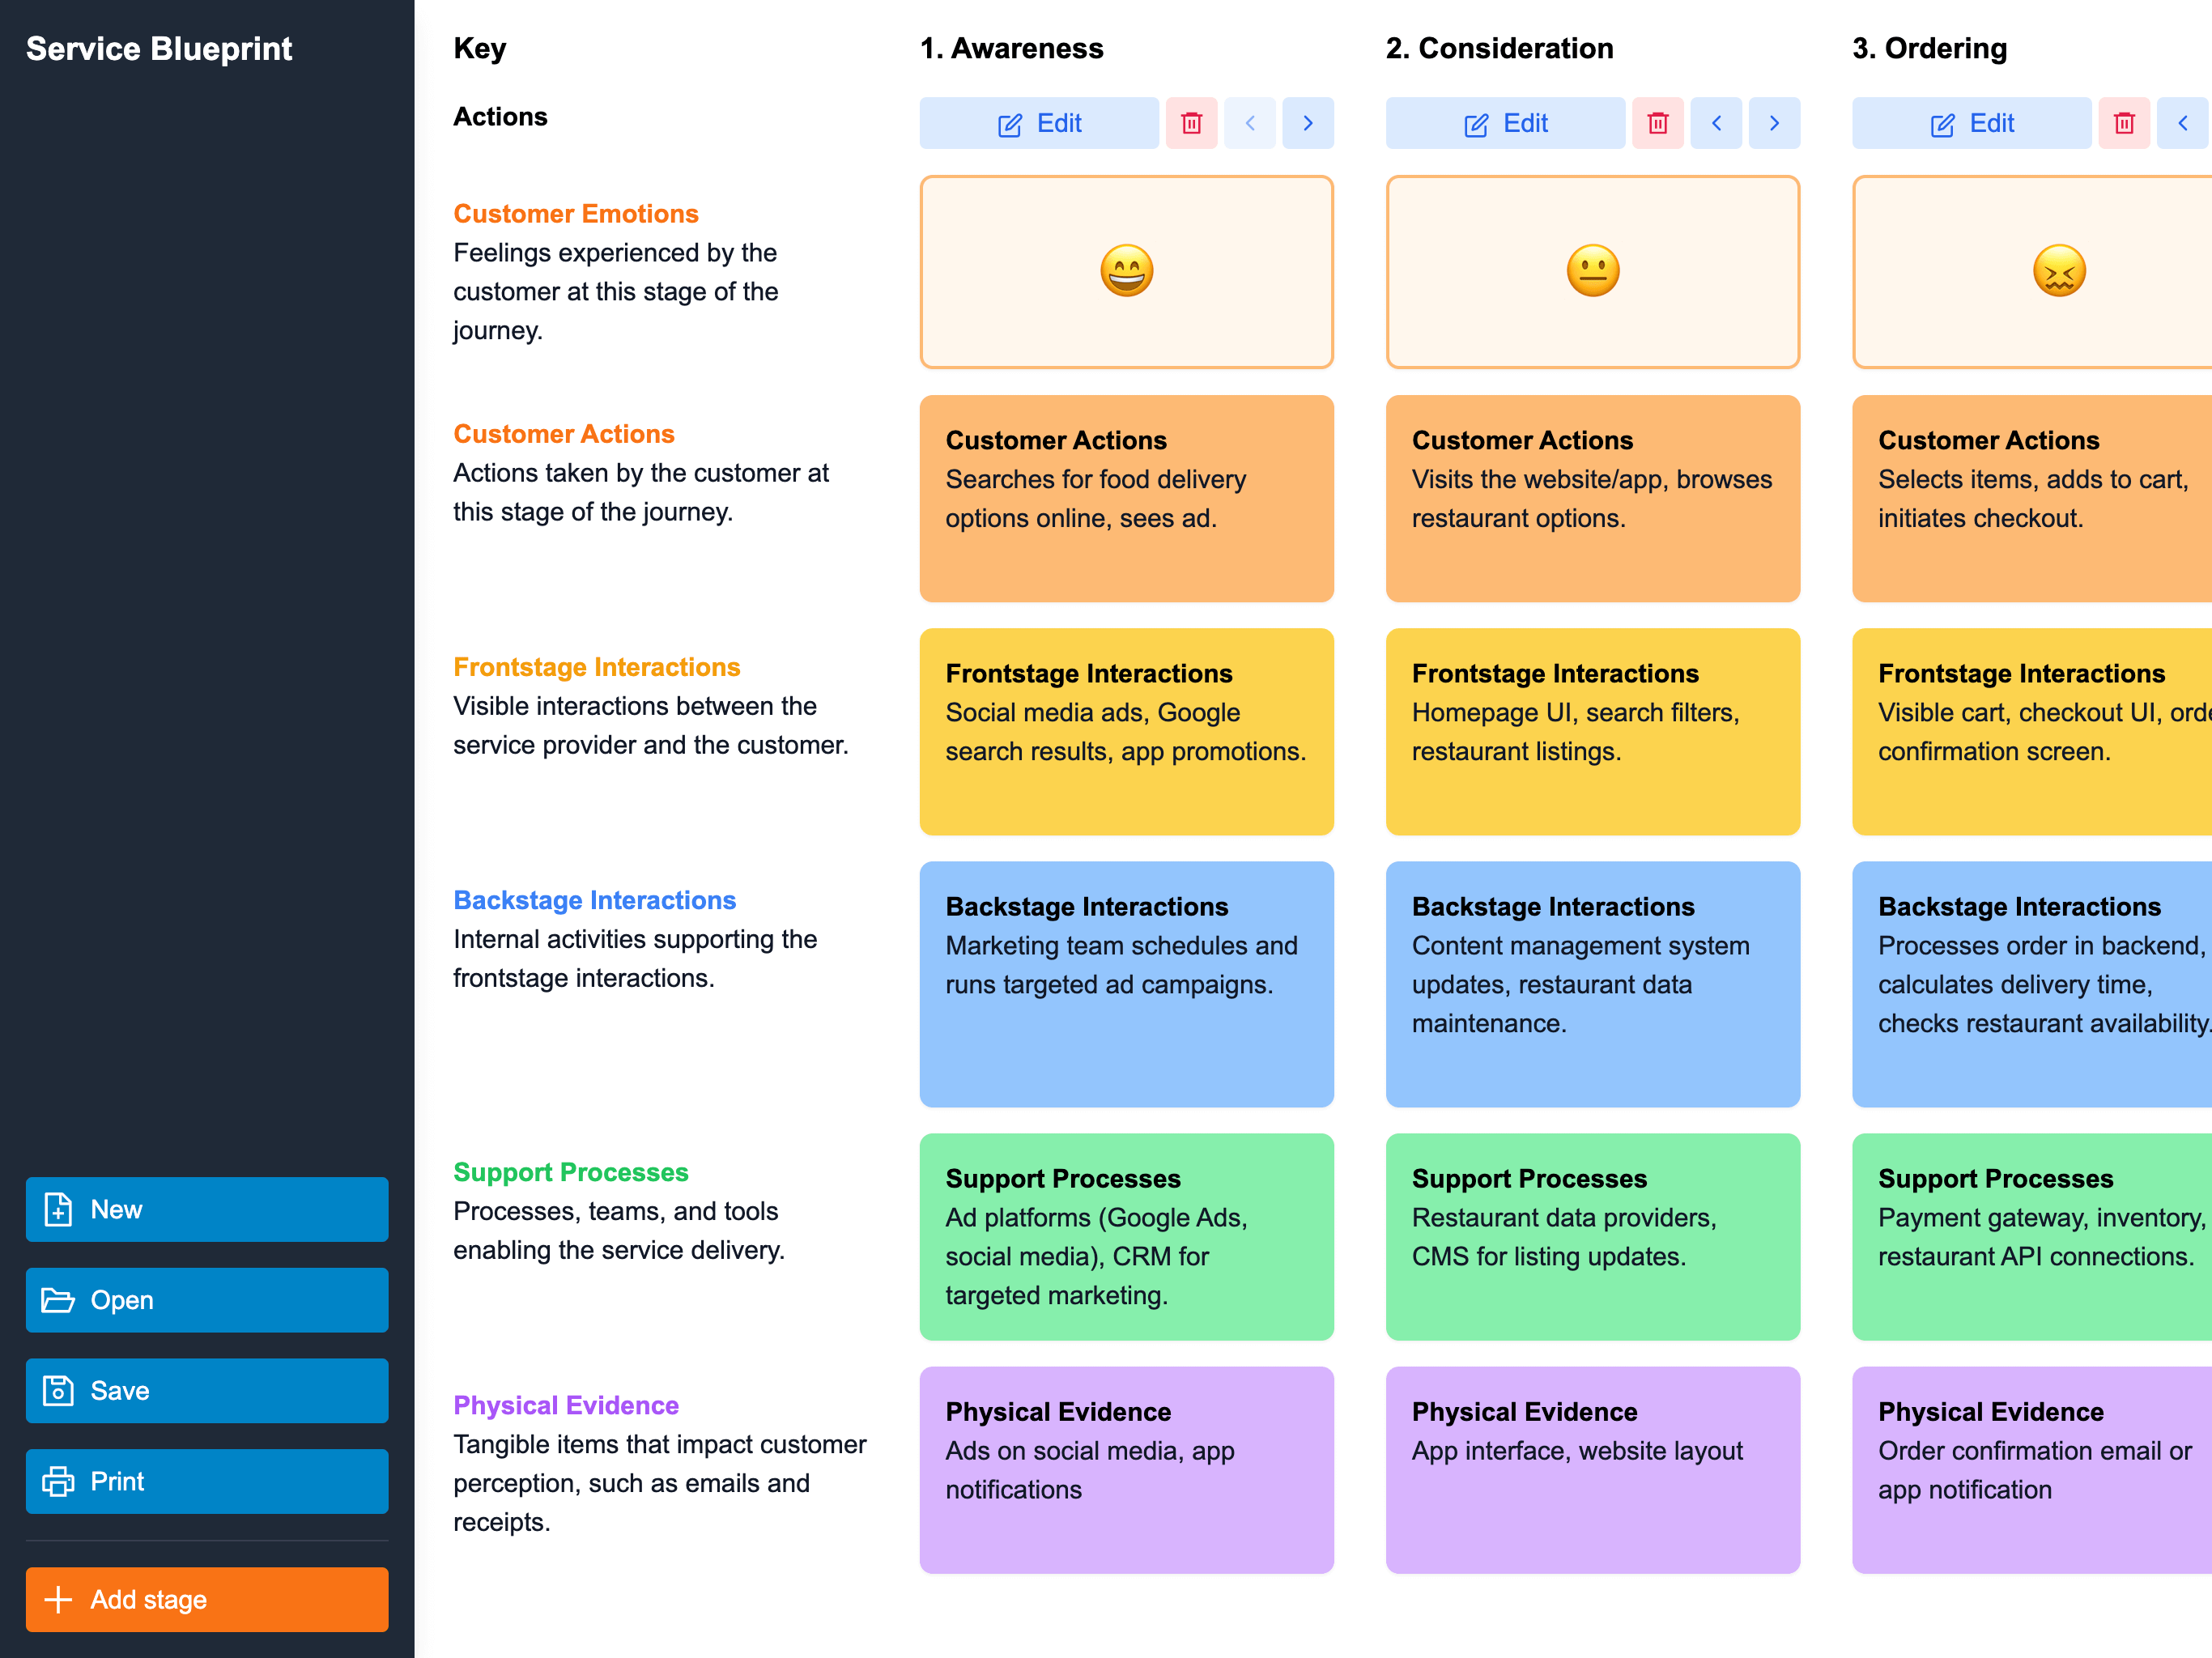 Service Blueprint
New
Open
Save
Print
Add stage
Key
1. Awareness
2. Consideration
3. Ordering
Actions
Edit
Edit
Edit
Customer Emotions
Feelings experienced by the
customer at this stage of the
journey.
Customer Actions
Actions taken by the customer at
this stage of the journey.
Customer Actions
Searches for food delivery
options online, sees ad.
Customer Actions
Visits the website/app, browses
restaurant options.
Customer Actions
Selects items, adds to cart,
initiates checkout.
Frontstage Interactions
Visible interactions between the
service provider and the customer.
Frontstage Interactions
Social media ads, Google
search results, app promotions.
Frontstage Interactions
Homepage UI, search filters,
restaurant listings.
Frontstage Interactions
Visible cart, checkout UI,
confirmation screen.
Backstage Interactions
Internal activities supporting the
frontstage interactions.
Backstage Interactions
Marketing team schedules and
runs targeted ad campaigns.
Backstage Interactions
Content management system
updates, restaurant data
maintenance.
Backstage Interactions
Processes order in backend,
calculates delivery time,
checks restaurant availability.
Support Processes
Processes, teams, and tools
enabling the service delivery.
Support Processes
Ad platforms (Google Ads,
social media), CRM for
targeted marketing.
Support Processes
Restaurant data providers,
CMS for listing updates.
Support Processes
Payment gateway, inventory,
restaurant API connections.
Physical Evidence
Tangible items that impact customer
perception, such as emails and
receipts.
Physical Evidence
Ads on social media, app
notifications
Physical Evidence
App interface, website layout
Physical Evidence
Order confirmation email or
app notification